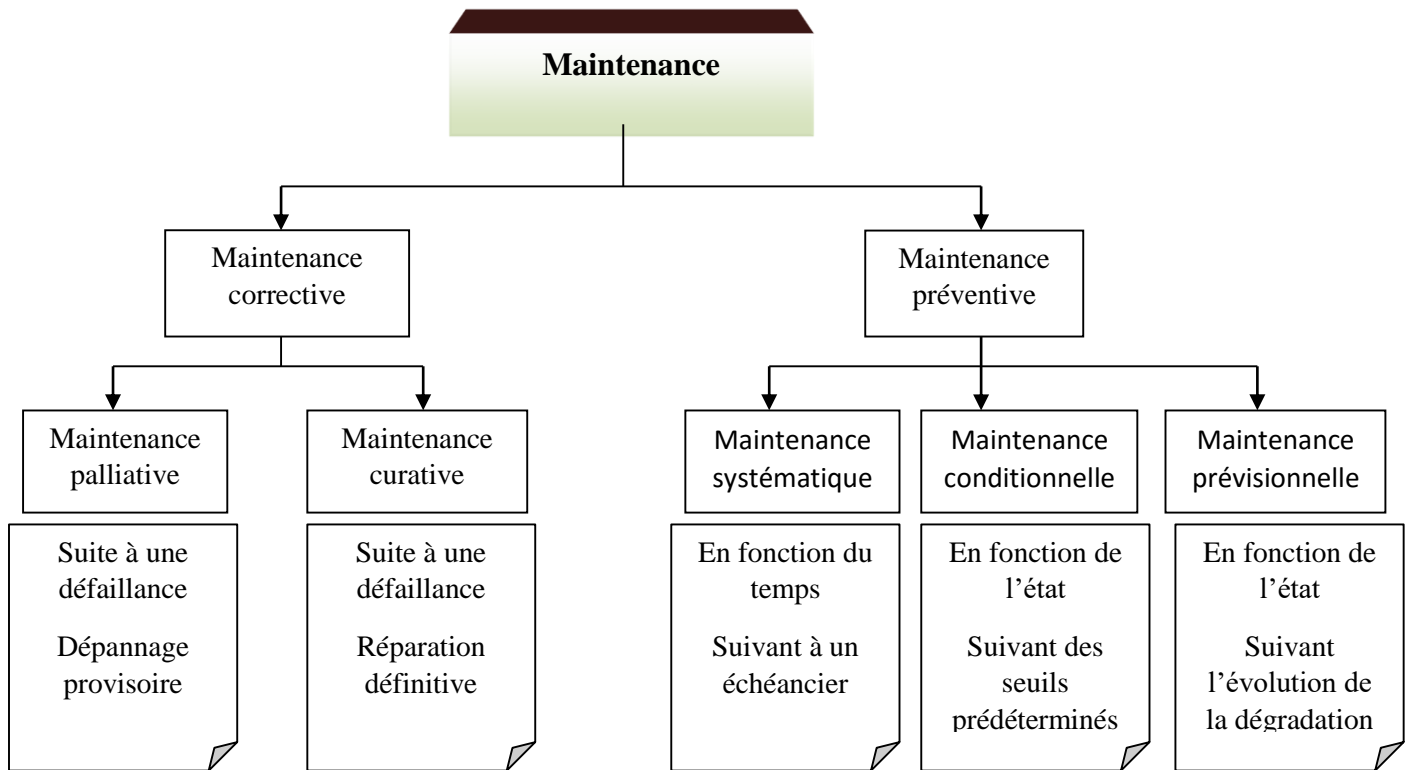 Maintenance
Maintenance
corrective
Maintenance
préventive
Maintenance
palliative
Maintenance
curative
Maintenance
systématique
Maintenance
conditionnelle
Maintenance
prévisionnelle
Suite à une
défaillance
Dépannage
provisoire
Suite à une
défaillance
Réparation
définitive
En fonction du
temps
Suivant à un
échéancier
En fonction de
l’état
Suivant des
seuils
prédéterminés
En fonction de
l’état
Suivant
l’évolution de
la dégradation